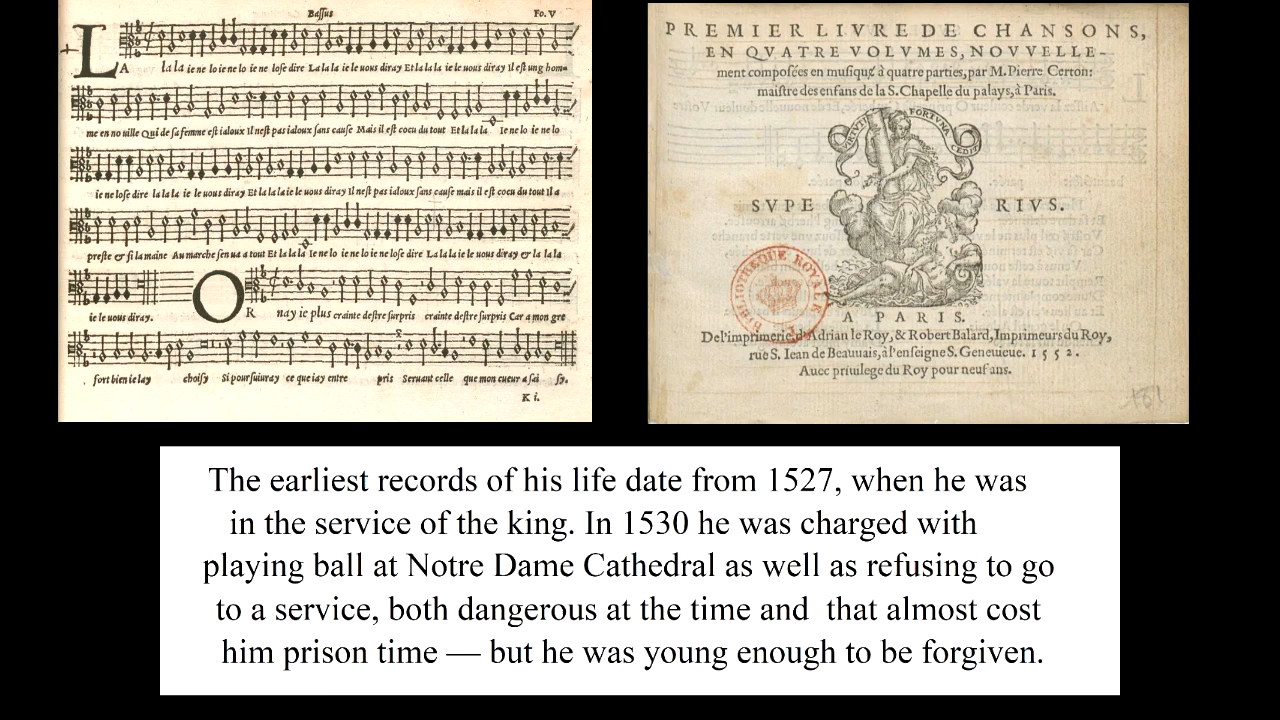 Bassus
Fo. V
LA la la ie ne lo ie ne lo ie ne lose dire La la la ie le vous diray Et la la la ie le vous diray Il est ung hom=
me en no ville Qui de sa femme est ialoux Il nest pas ialoux sans cause Mais il est cocu du tout Et la la la Ie ne lo ie ne lo
ie ne lose dire la la la ie le vous diray Et la la la ie le vous diray Il nest pas ialoux sans cause mais il est cocu du tout Il a
preste & si la maine Au marche sen va a tout Et la la la Ie ne lo ie ne lo ie ne lose dire La la la ie le vous diray & la la la
ie le vous diray.
OR nay ie plus crainte destre surpris crainte destre surpris Car a mon gre
fort bien ie lay choisy Si poursuiuray ce que iay entre pris Seruant celle que mon cueur a sai sy.
K i.
PREMIER LIVRE DE CHANSONS,
EN QVATRE VOLVMES, NOVVELLE-
ment composées en musique à quatre parties, par M. Pierre Certon:
maistre des enfans de la S. Chapelle du palays, à Paris.
VIRTVTI FORTVNA CEDIT
SVPE RIVS.
BIBLIOTHEQUE ROYALE
A PARIS.
De l'imprimerie, d'Adrian le Roy, & Robert Balard, Imprimeurs du Roy,
rue S. Iean de Beauuais, à l'enseigne S. Geneuieue. 1552.
Auec priuilege du Roy pour neuf ans.
The earliest records of his life date from 1527, when he was
in the service of the king. In 1530 he was charged with
playing ball at Notre Dame Cathedral as well as refusing to go
to a service, both dangerous at the time and that almost cost
him prison time — but he was young enough to be forgiven.